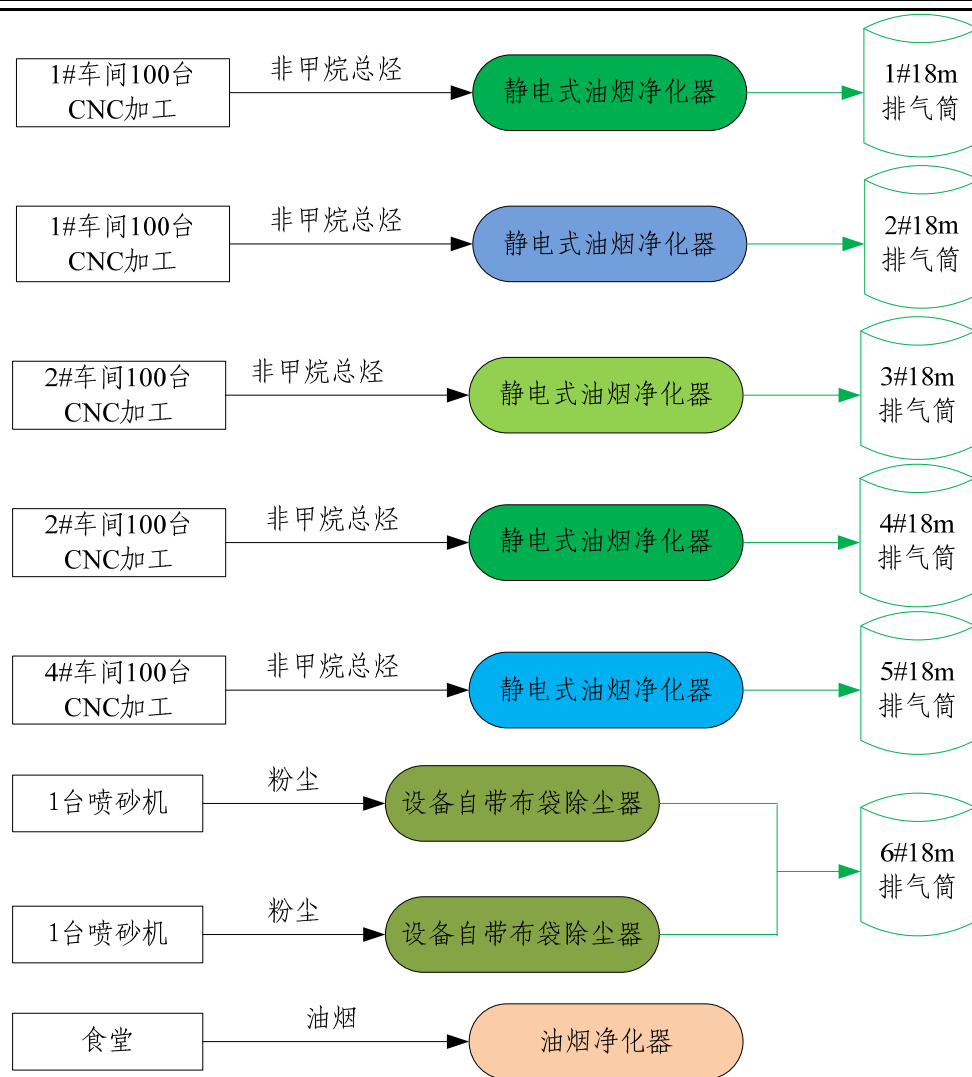 1#车间100台
CNC加工
非甲烷总烃
静电式油烟净化器
1#18m
排气筒
1#车间100台
CNC加工
非甲烷总烃
静电式油烟净化器
2#18m
排气筒
2#车间100台
CNC加工
非甲烷总烃
静电式油烟净化器
3#18m
排气筒
2#车间100台
CNC加工
非甲烷总烃
静电式油烟净化器
4#18m
排气筒
4#车间100台
CNC加工
非甲烷总烃
静电式油烟净化器
5#18m
排气筒
1台喷砂机
粉尘
设备自带布袋除尘器
6#18m
排气筒
1台喷砂机
粉尘
设备自带布袋除尘器
食堂
油烟
油烟净化器